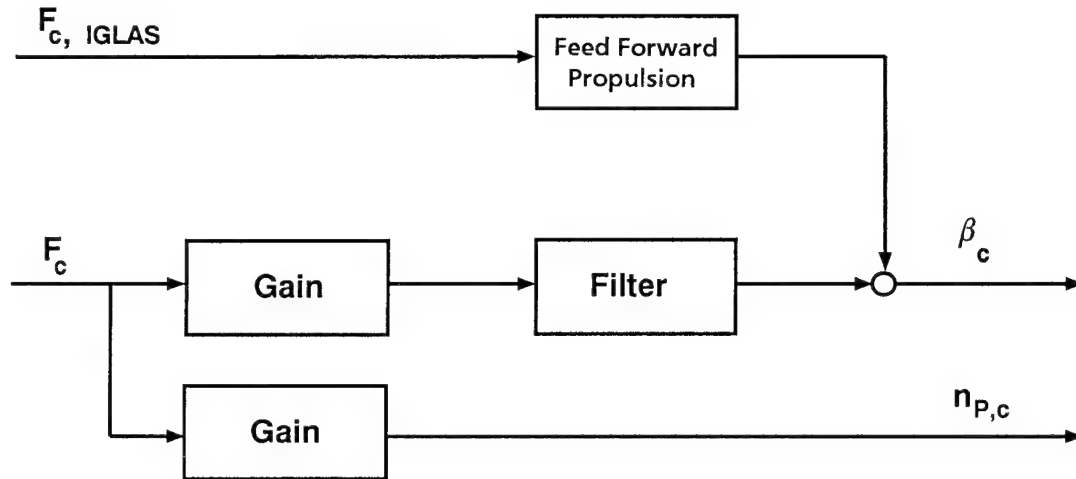 F_c, IGLAS
Feed Forward
Propulsion
F_c
Gain
Filter
β_c
Gain
n_P,c